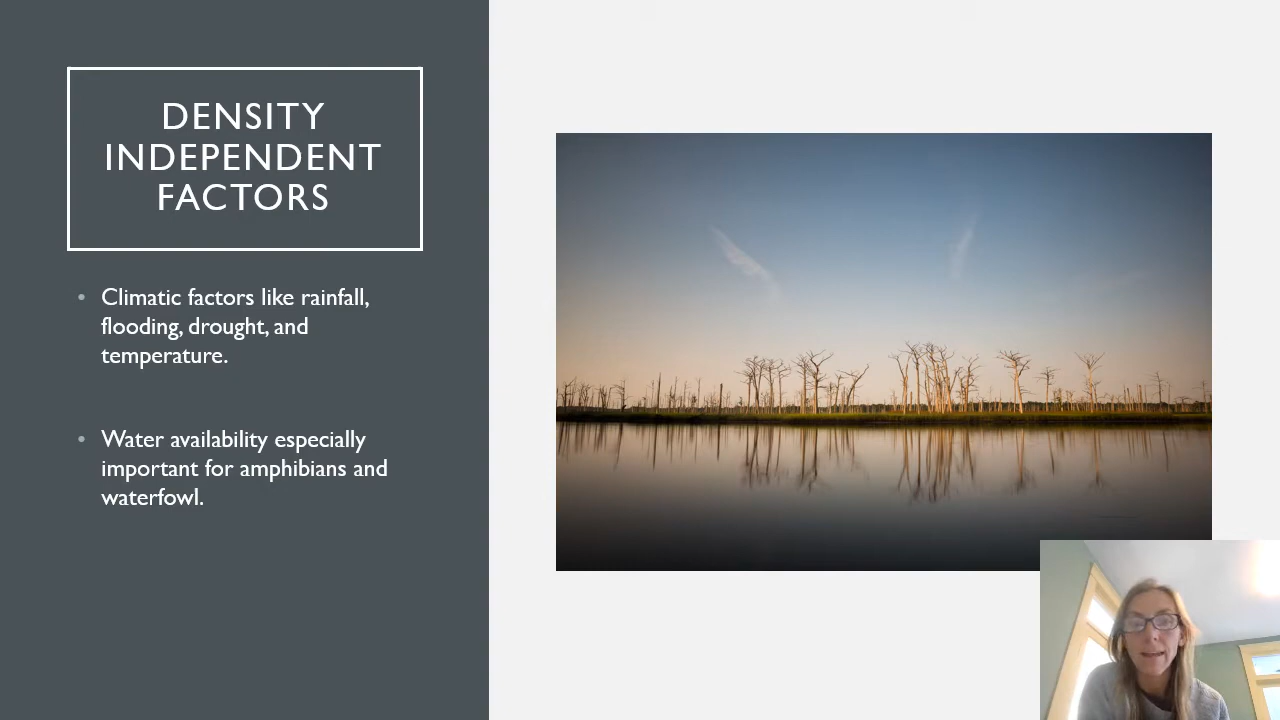 DENSITY
INDEPENDENT
FACTORS
• Climatic factors like rainfall,
flooding, drought, and
temperature.
• Water availability especially
important for amphibians and
waterfowl.